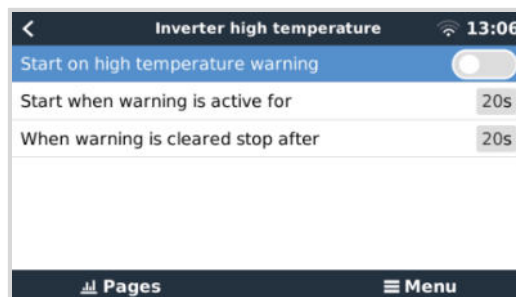 Inverter high temperature 13:06
Start on high temperature warning
Start when warning is active for 20s
When warning is cleared stop after 20s
Pages Menu